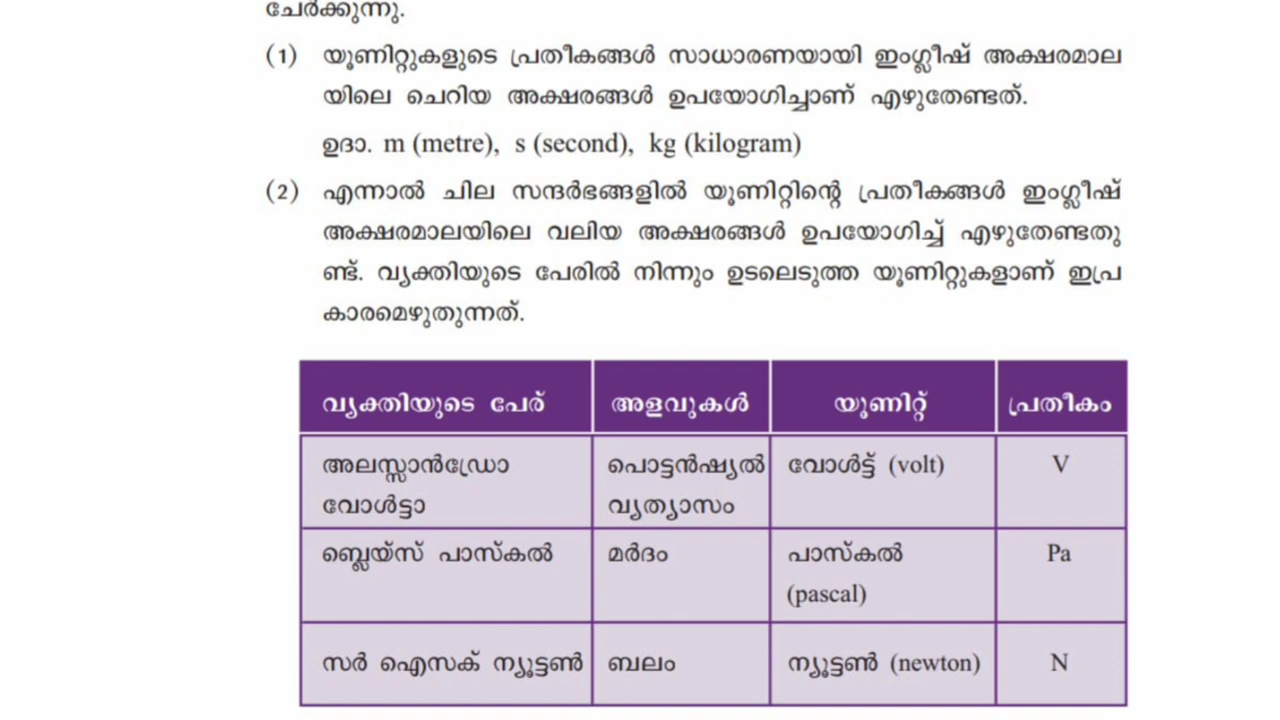 ചേർക്കുന്നു.
(1) യൂണിറ്റുകളുടെ പ്രതീകങ്ങൾ സാധാരണയായി ഇംഗ്ലീഷ് അക്ഷരമാല
യിലെ ചെറിയ അക്ഷരങ്ങൾ ഉപയോഗിച്ചാണ് എഴുതേണ്ടത്.
ഉദാ. m (metre), s (second), kg (kilogram)
(2) എന്നാൽ ചില സന്ദർഭങ്ങളിൽ യൂണിറ്റിന്റെ പ്രതീകങ്ങൾ ഇംഗ്ലീഷ്
അക്ഷരമാലയിലെ വലിയ അക്ഷരങ്ങൾ ഉപയോഗിച്ച് എഴുതേണ്ടതു
ണ്ട്. വ്യക്തിയുടെ പേരിൽ നിന്നും ഉടലെടുത്ത യൂണിറ്റുകളാണ് ഇപ്ര
കാരമെഴുതുന്നത്.
വ്യക്തിയുടെ പേര് അളവുകൾ യൂണിറ്റ് പ്രതീകം
അലസ്സാൻഡ്രോ പൊട്ടൻഷ്യൽ വോൾട്ട് (volt) V
വോൾട്ടാ വ്യത്യാസം
ബ്ലെയ്സ് പാസ്കൽ മർദം പാസ്കൽ Pa
(pascal)
സർ ഐസക് ന്യൂട്ടൺ ബലം ന്യൂട്ടൺ (newton) N